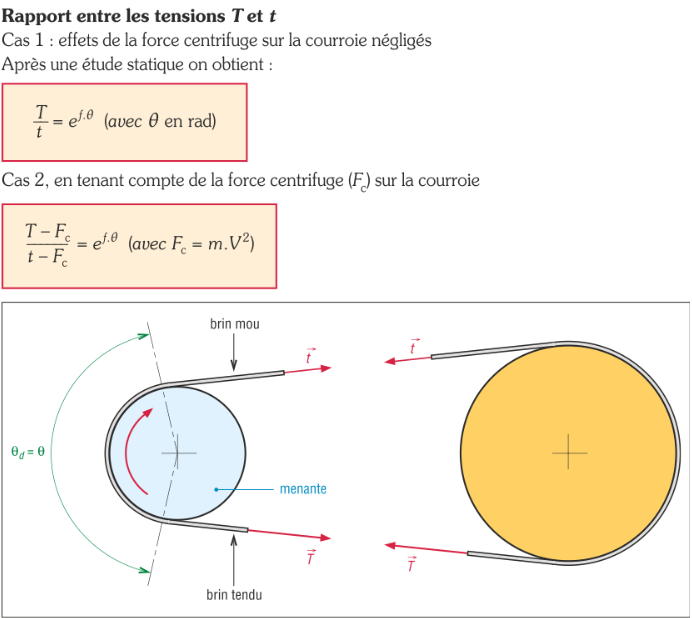 Rapport entre les tensions T et t
Cas 1 : effets de la force centrifuge sur la courroie négligés
Après une étude statique on obtient :
T/t = e^{f.θ} (avec θ en rad)
Cas 2, en tenant compte de la force centrifuge (F_c) sur la courroie
(T – F_c)/(t – F_c) = e^{f.θ} (avec F_c = m.V²)
brin mou
t⃗
t⃗
θ_d = θ
menante
T⃗
T⃗
brin tendu